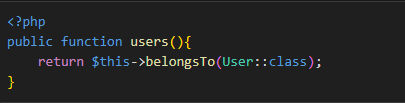 <?php
public function users(){
    return $this->belongsTo(User::class);
}